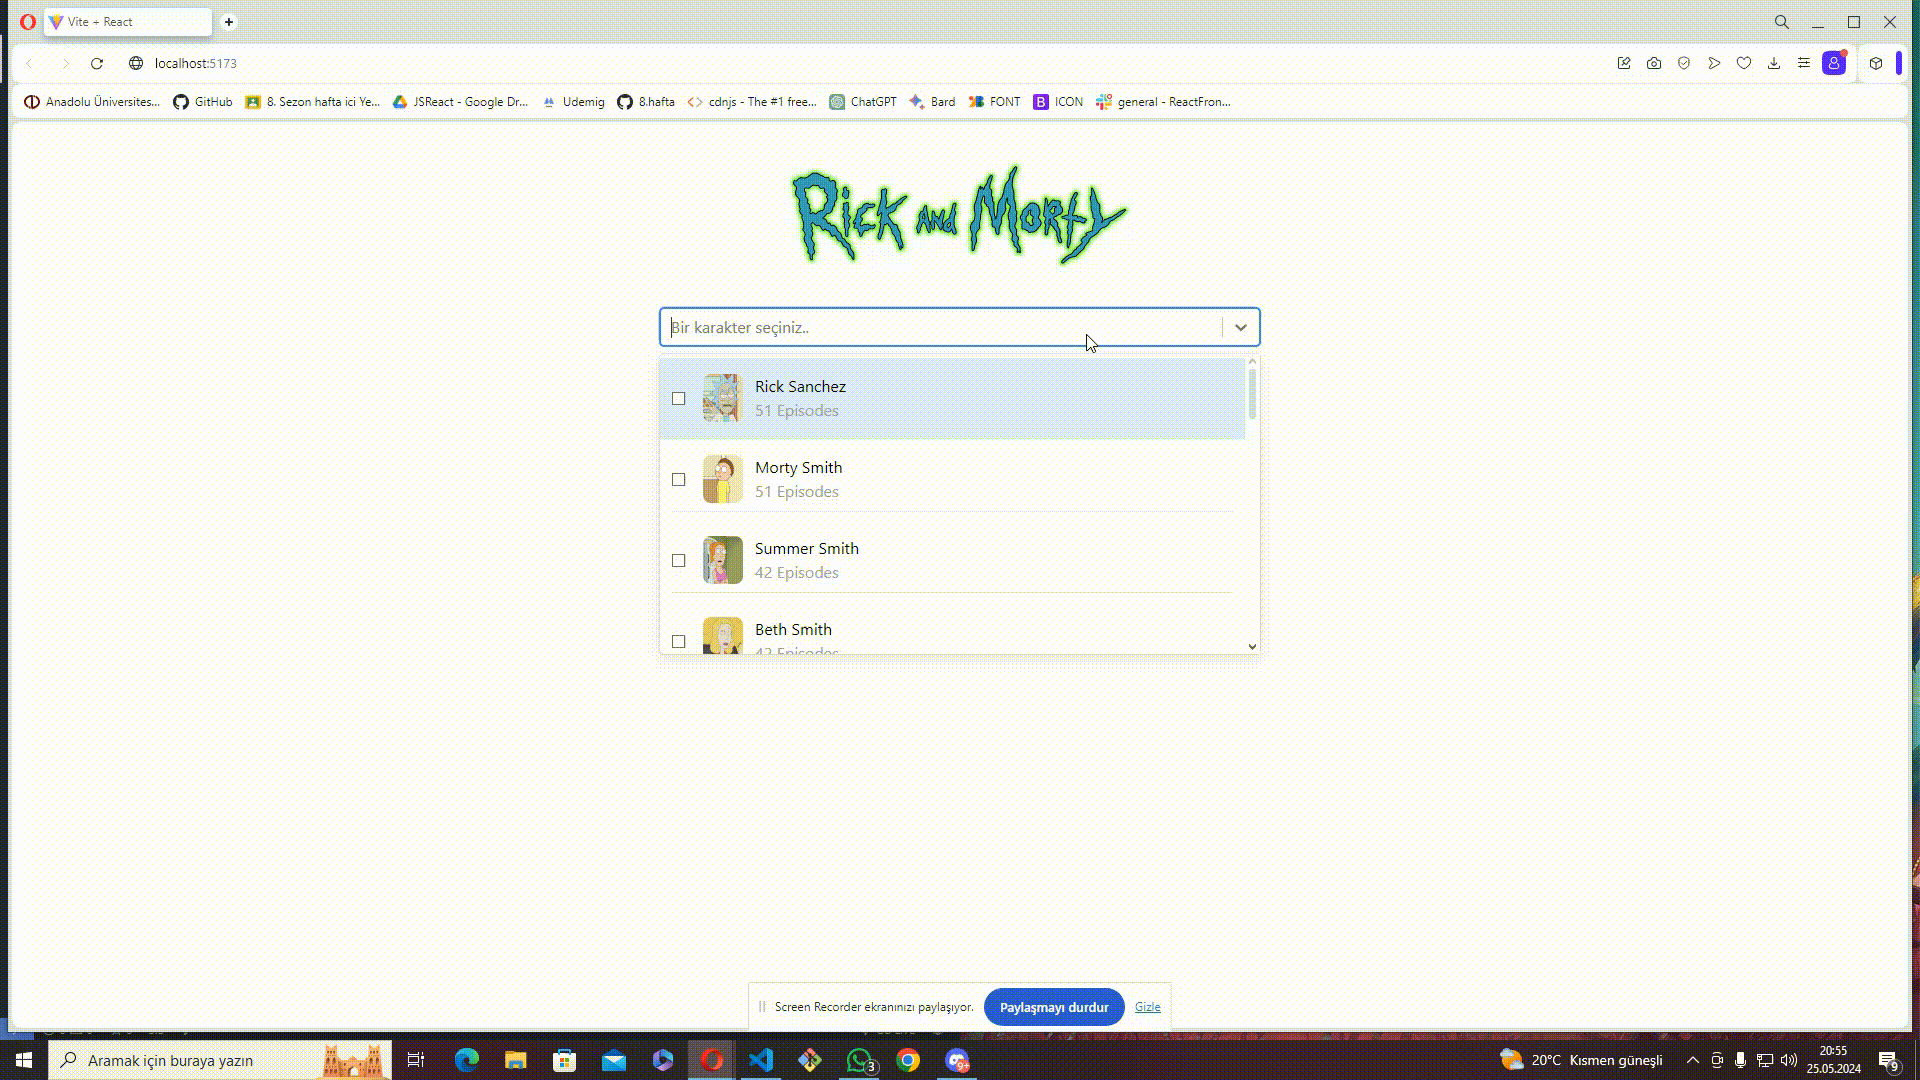 Vite + React
localhost:5173
Anadolu Üniversites...
GitHub
8. Sezon hafta ici Ye...
JSReact - Google Dr...
Udemig
8.hafta
cdnjs - The #1 free...
ChatGPT
Bard
FONT
B ICON
general - ReactFron...
Rick and Morty
Bir karakter seçiniz..
Rick Sanchez
51 Episodes
Morty Smith
51 Episodes
Summer Smith
42 Episodes
Beth Smith
42 Episodes
Screen Recorder ekranınızı paylaşıyor.
Paylaşmayı durdur
Gizle
Aramak için buraya yazın
3
9+
20°C Kısmen güneşli
20:55
25.05.2024
9